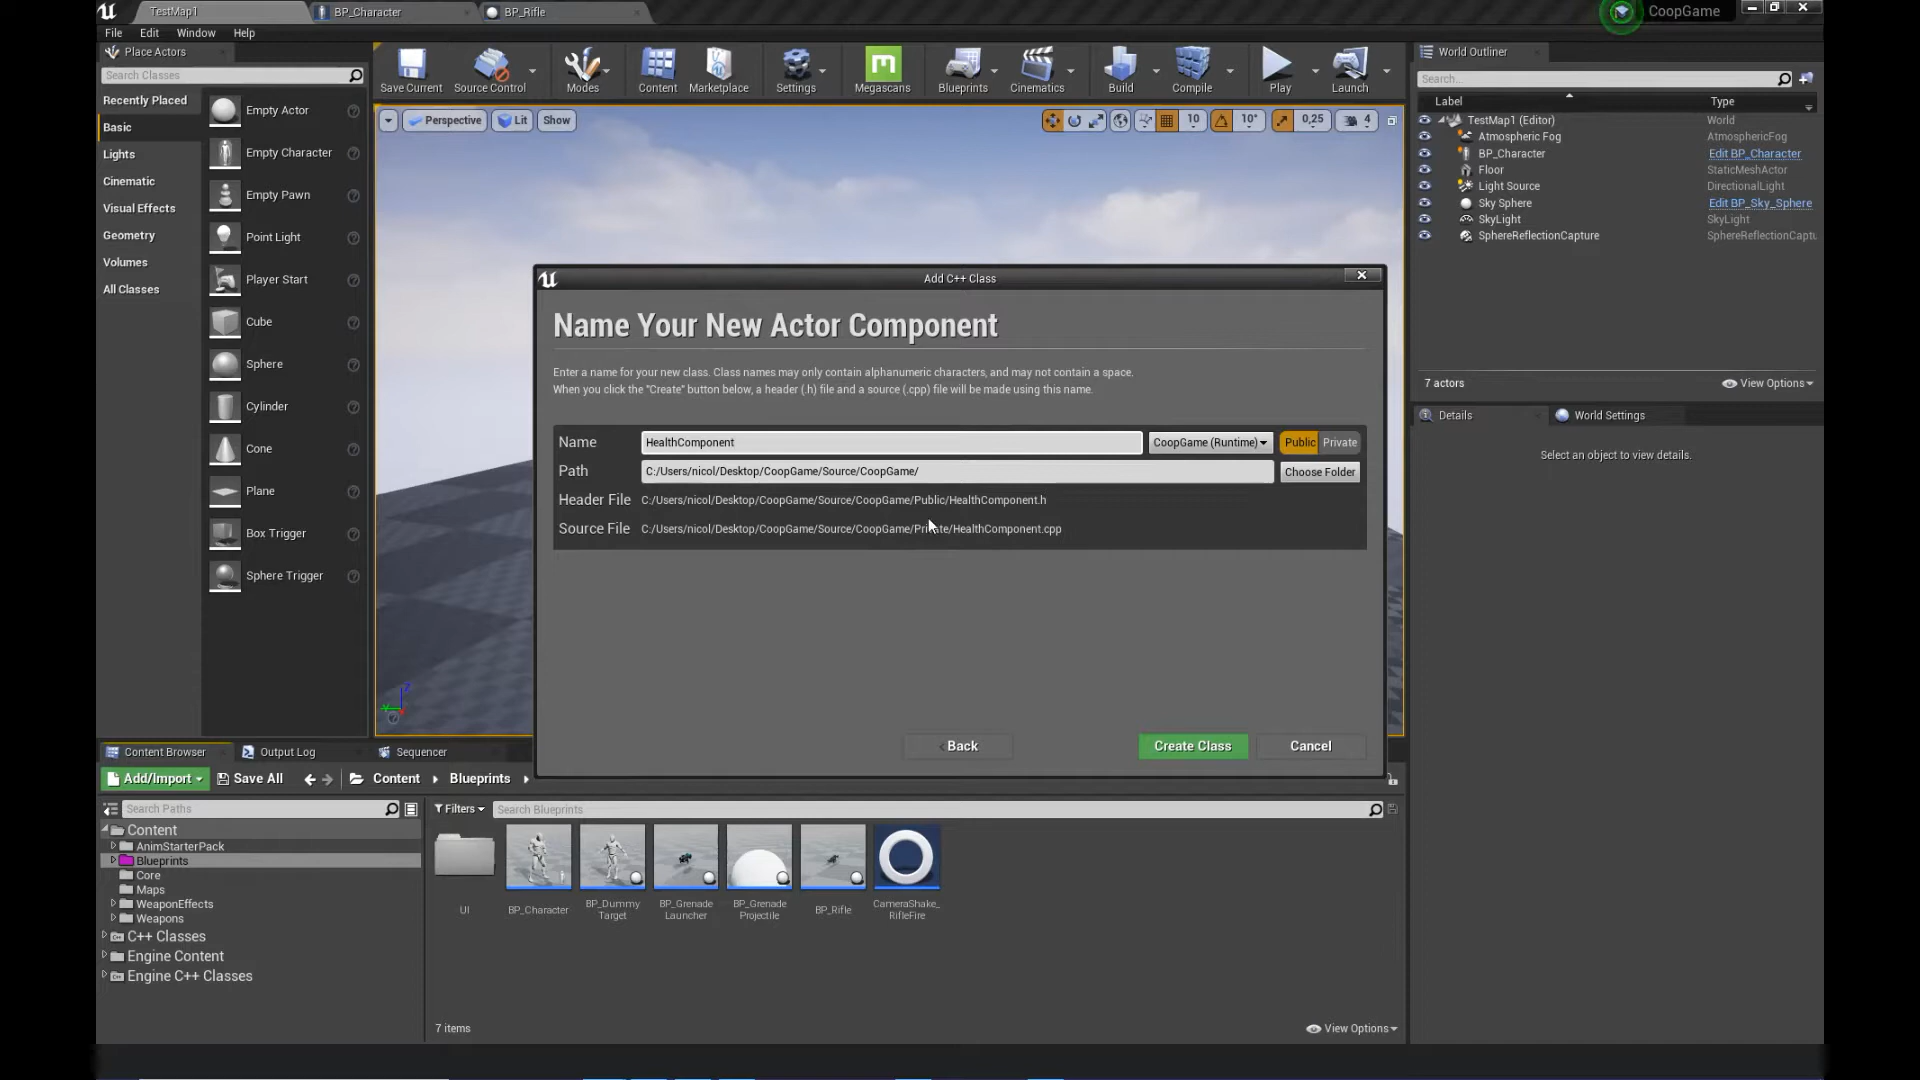 TestMap1
BP_Character
BP_Rifle
CoopGame
File Edit Window Help
Place Actors
Search Classes
Recently Placed
Basic
Lights
Cinematic
Visual Effects
Geometry
Volumes
All Classes
Empty Actor
Empty Character
Empty Pawn
Point Light
Player Start
Cube
Sphere
Cylinder
Cone
Plane
Box Trigger
Sphere Trigger
Save Current
Source Control
Modes
Content
Marketplace
Settings
Megascans
Blueprints
Cinematics
Build
Compile
Play
Launch
Perspective
Lit
Show
10
10°
0,25
4
World Outliner
Search...
Label Type
TestMap1 (Editor) World
Atmospheric Fog AtmosphericFog
BP_Character Edit BP_Character
Floor StaticMeshActor
Light Source DirectionalLight
Sky Sphere Edit BP_Sky_Sphere
SkyLight SkyLight
SphereReflectionCapture SphereReflectionCaptu
7 actors
View Options
Details
World Settings
Select an object to view details.
Add C++ Class
Name Your New Actor Component
Enter a name for your new class. Class names may only contain alphanumeric characters, and may not contain a space.
When you click the "Create" button below, a header (.h) file and a source (.cpp) file will be made using this name.
Name HealthComponent CoopGame (Runtime) Public Private
Path C:/Users/nicol/Desktop/CoopGame/Source/CoopGame/ Choose Folder
Header File C:/Users/nicol/Desktop/CoopGame/Source/CoopGame/Public/HealthComponent.h
Source File C:/Users/nicol/Desktop/CoopGame/Source/CoopGame/Private/HealthComponent.cpp
Back
Create Class
Cancel
Content Browser
Output Log
Sequencer
Add/Import
Save All
Content
Blueprints
Search Paths
Filters
Search Blueprints
Content
AnimStarterPack
Blueprints
Core
Maps
WeaponEffects
Weapons
C++ Classes
Engine Content
Engine C++ Classes
UI
BP_Character
BP_Dummy
Target
BP_Grenade
Launcher
BP_Grenade
Projectile
BP_Rifle
CameraShake_
RifleFire
7 items
View Options